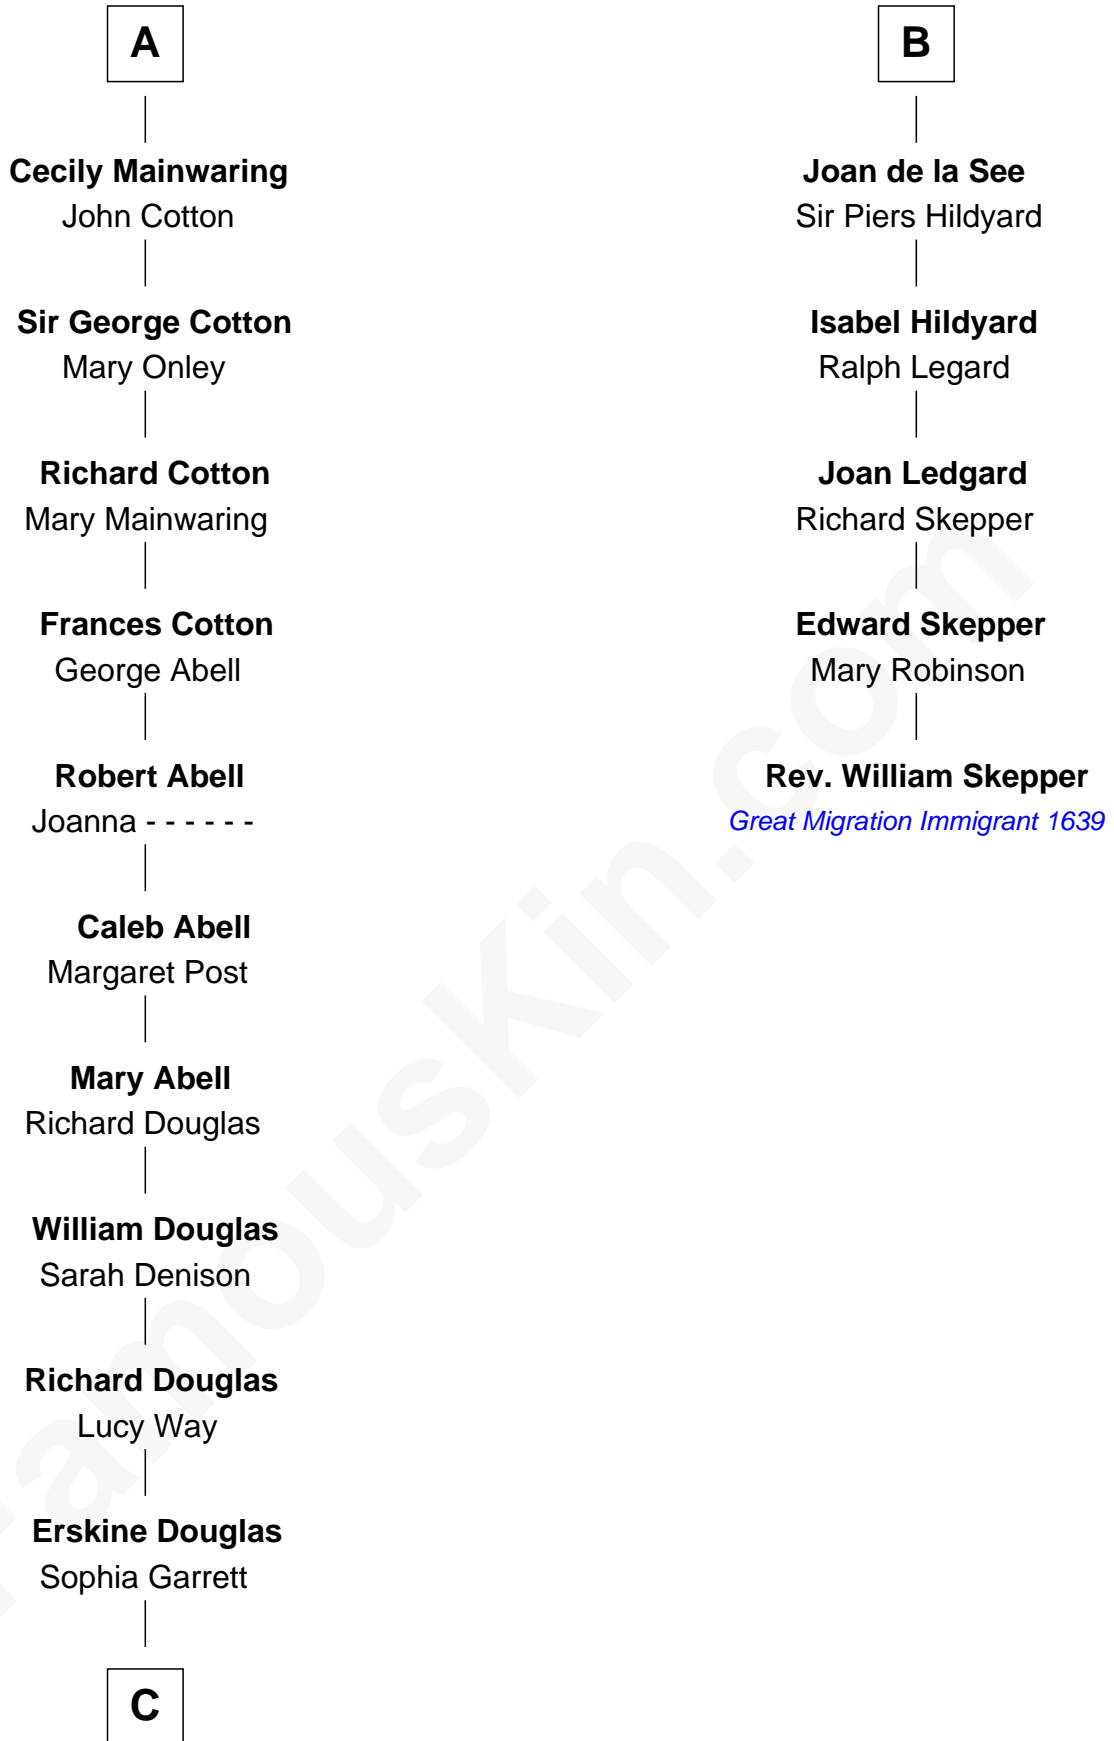 A
Cecily Mainwaring
John Cotton
Sir George Cotton
Mary Onley
Richard Cotton
Mary Mainwaring
Frances Cotton
George Abell
Robert Abell
Joanna - - - - - -
Caleb Abell
Margaret Post
Mary Abell
Richard Douglas
William Douglas
Sarah Denison
Richard Douglas
Lucy Way
Erskine Douglas
Sophia Garrett
C
B
Joan de la See
Sir Piers Hildyard
Isabel Hildyard
Ralph Legard
Joan Ledgard
Richard Skepper
Edward Skepper
Mary Robinson
Rev. William Skepper
Great Migration Immigrant 1639
FamousKin.com